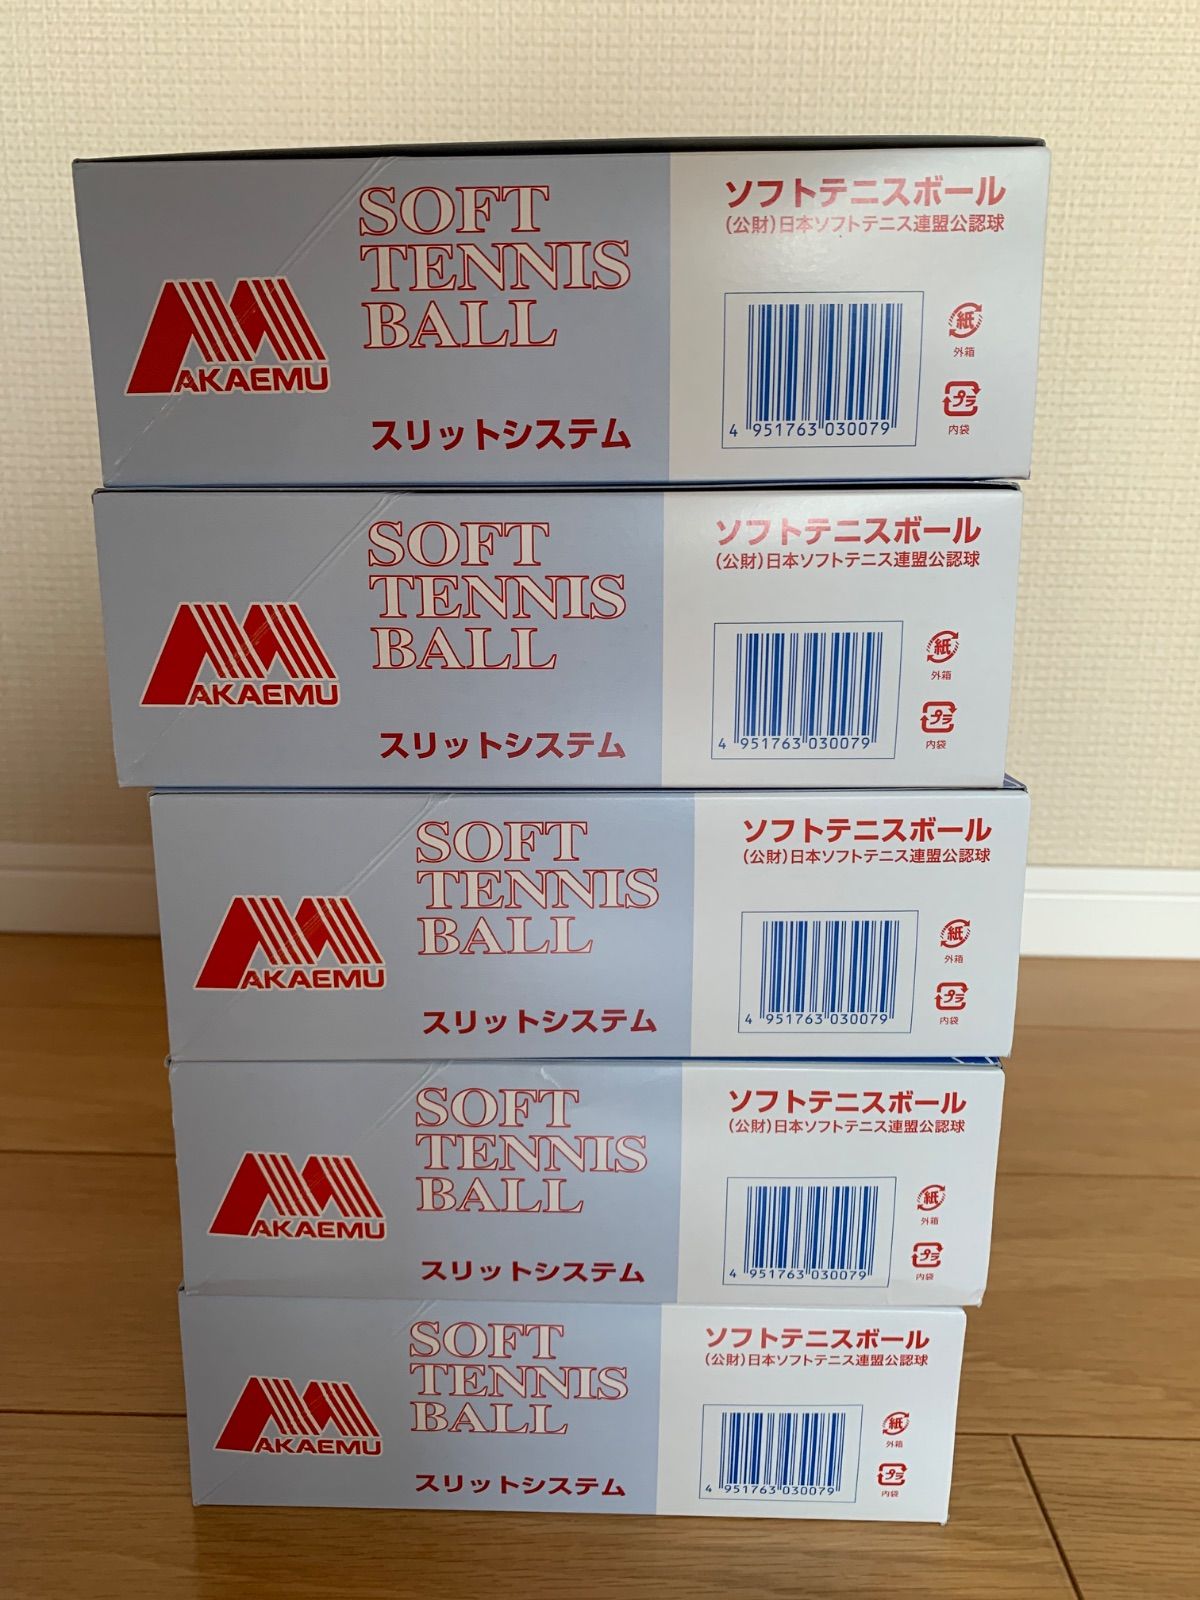 SOFT
TENNIS
BALL
AKAEMU
スリットシステム
ソフトテニスボール
(公財)日本ソフトテニス連盟公認球
4 951763 030079
紙
外箱
プラ
内袋
SOFT
TENNIS
BALL
AKAEMU
スリットシステム
ソフトテニスボール
(公財)日本ソフトテニス連盟公認球
4 951763 030079
紙
外箱
プラ
内袋
SOFT
TENNIS
BALL
AKAEMU
スリットシステム
ソフトテニスボール
(公財)日本ソフトテニス連盟公認球
4 951763 030079
紙
外箱
プラ
内袋
SOFT
TENNIS
BALL
AKAEMU
スリットシステム
ソフトテニスボール
(公財)日本ソフトテニス連盟公認球
4 951763 030079
紙
外箱
プラ
内袋
SOFT
TENNIS
BALL
AKAEMU
スリットシステム
ソフトテニスボール
(公財)日本ソフトテニス連盟公認球
4 951763 030079
紙
外箱
プラ
内袋